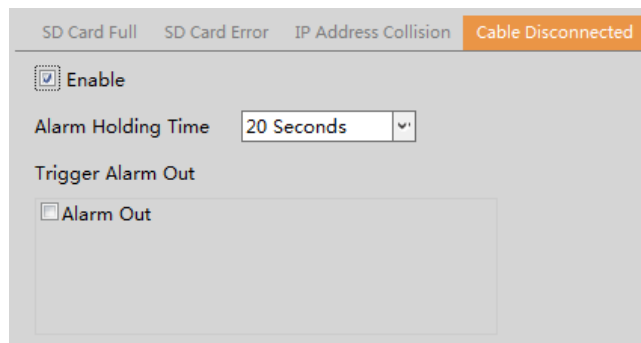 SD Card Full SD Card Error IP Address Collision Cable Disconnected
Enable
Alarm Holding Time 20 Seconds
Trigger Alarm Out
Alarm Out